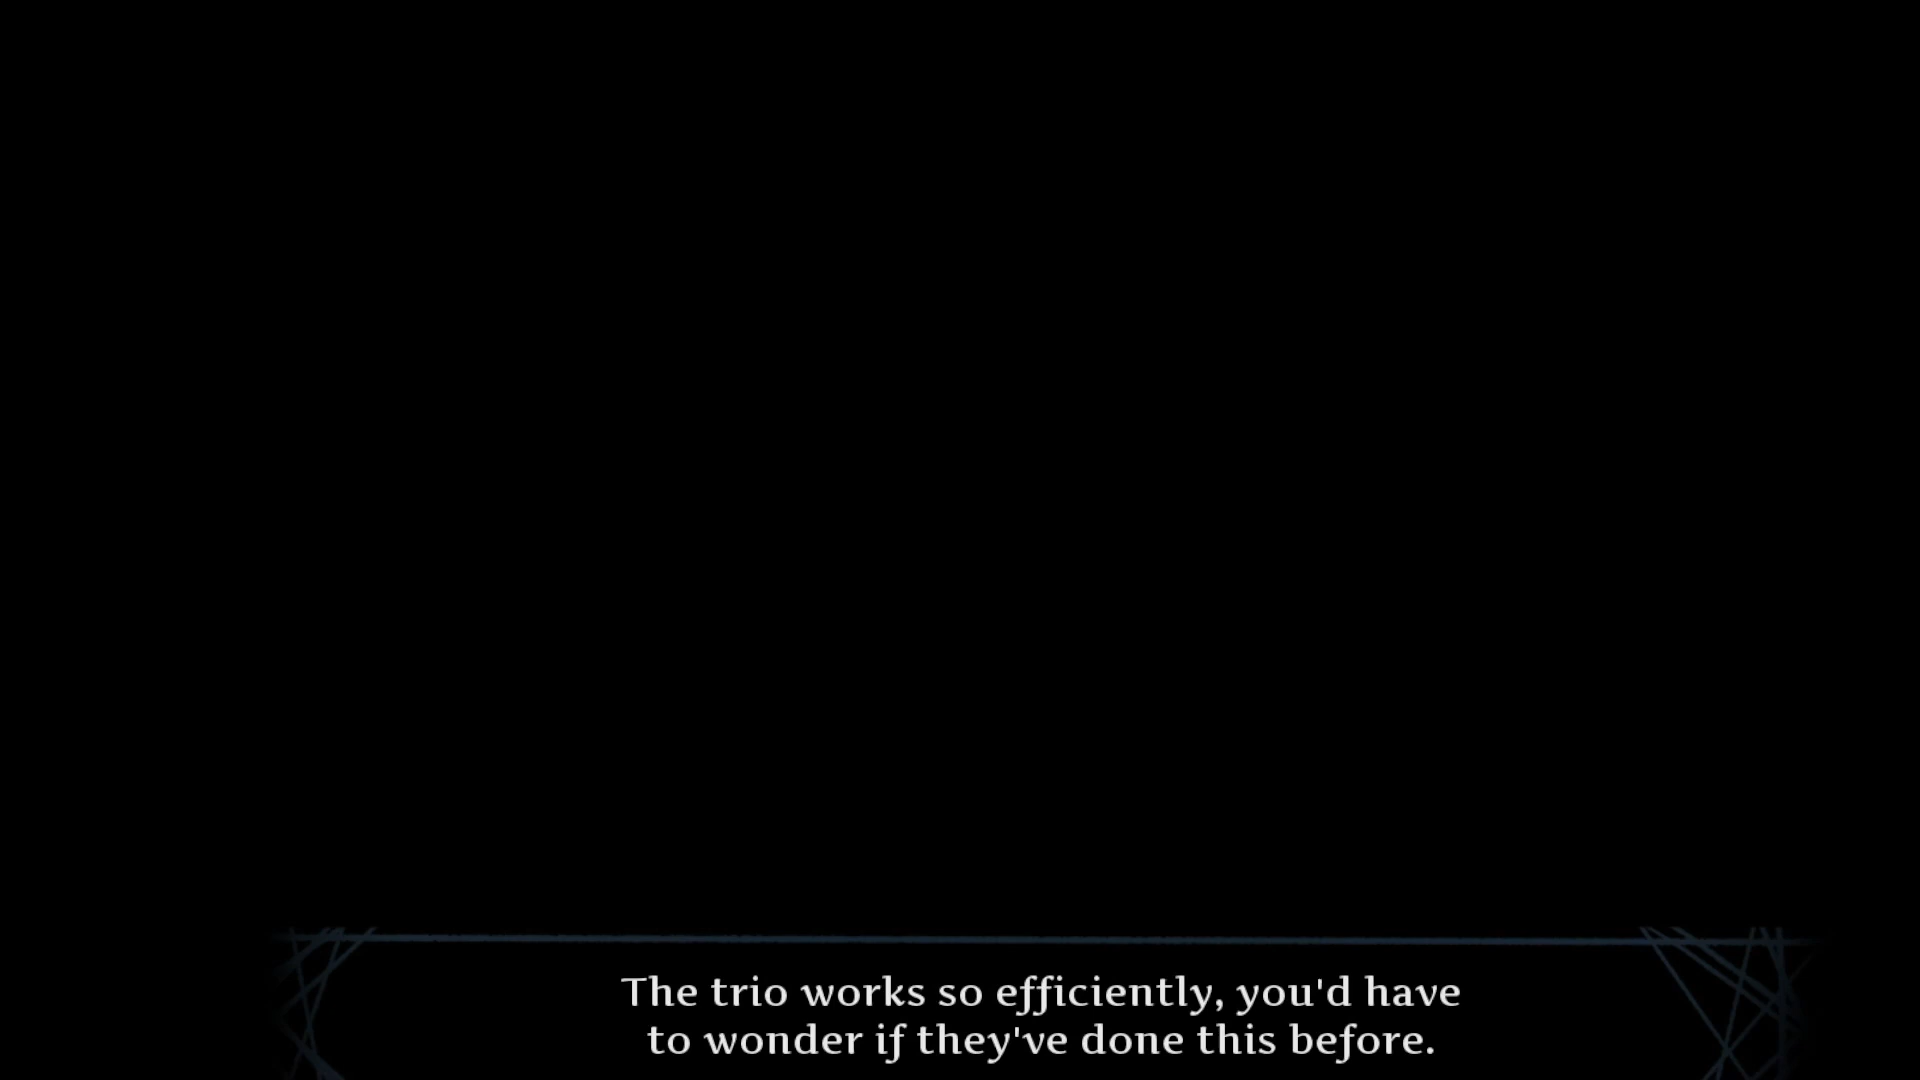 The trio works so efficiently, you'd have
to wonder if they've done this before.